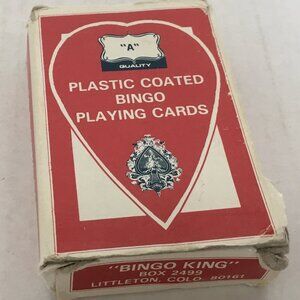 "A"
QUALITY
PLASTIC COATED
BINGO
PLAYING CARDS
"BINGO KING"
BOX 2499
LITTLETON, COLO. 80161